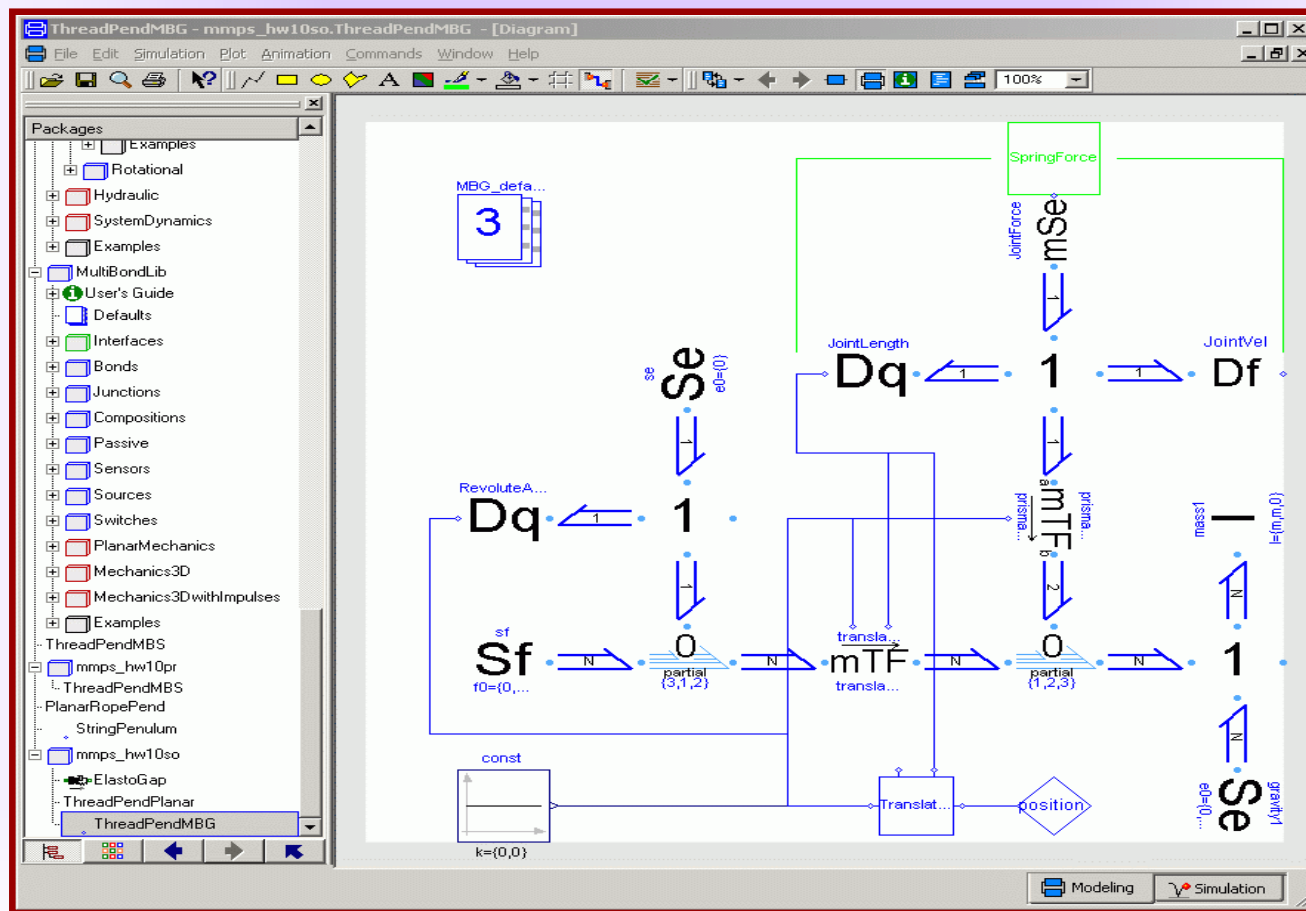 ThreadPendMBG - mmps_hw10so.ThreadPendMBG - [Diagram]
File Edit Simulation Plot Animation Commands Window Help
100%
Packages
Examples
Rotational
Hydraulic
SystemDynamics
Examples
MultiBondLib
User's Guide
Defaults
Interfaces
Bonds
Junctions
Compositions
Passive
Sensors
Sources
Switches
PlanarMechanics
Mechanics3D
Mechanics3DwithImpulses
Examples
ThreadPendMBS
mmps_hw10pr
ThreadPendMBS
PlanarRopePend
StringPenulum
mmps_hw10so
ElastoGap
ThreadPendPlanar
ThreadPendMBG
MBG_defa...
3
SpringForce
JointForce
mSe
1
JointLength
Dq
1
1
1
JointVel
Df
se
Se
e0={0}
1
1
RevoluteA...
Dq
1
1
1
a
prisma...
mTF
prisma...
b
2
mass1
I
I={m,m,0}
N
sf
Sf
f0={0,...
N
0
partial
{3,1,2}
N
transla...
mTF
transla...
N
0
partial
{1,2,3}
N
1
N
const
k={0,0}
Translat...
position
gravity1
Se
e0={0,...
Modeling
Simulation